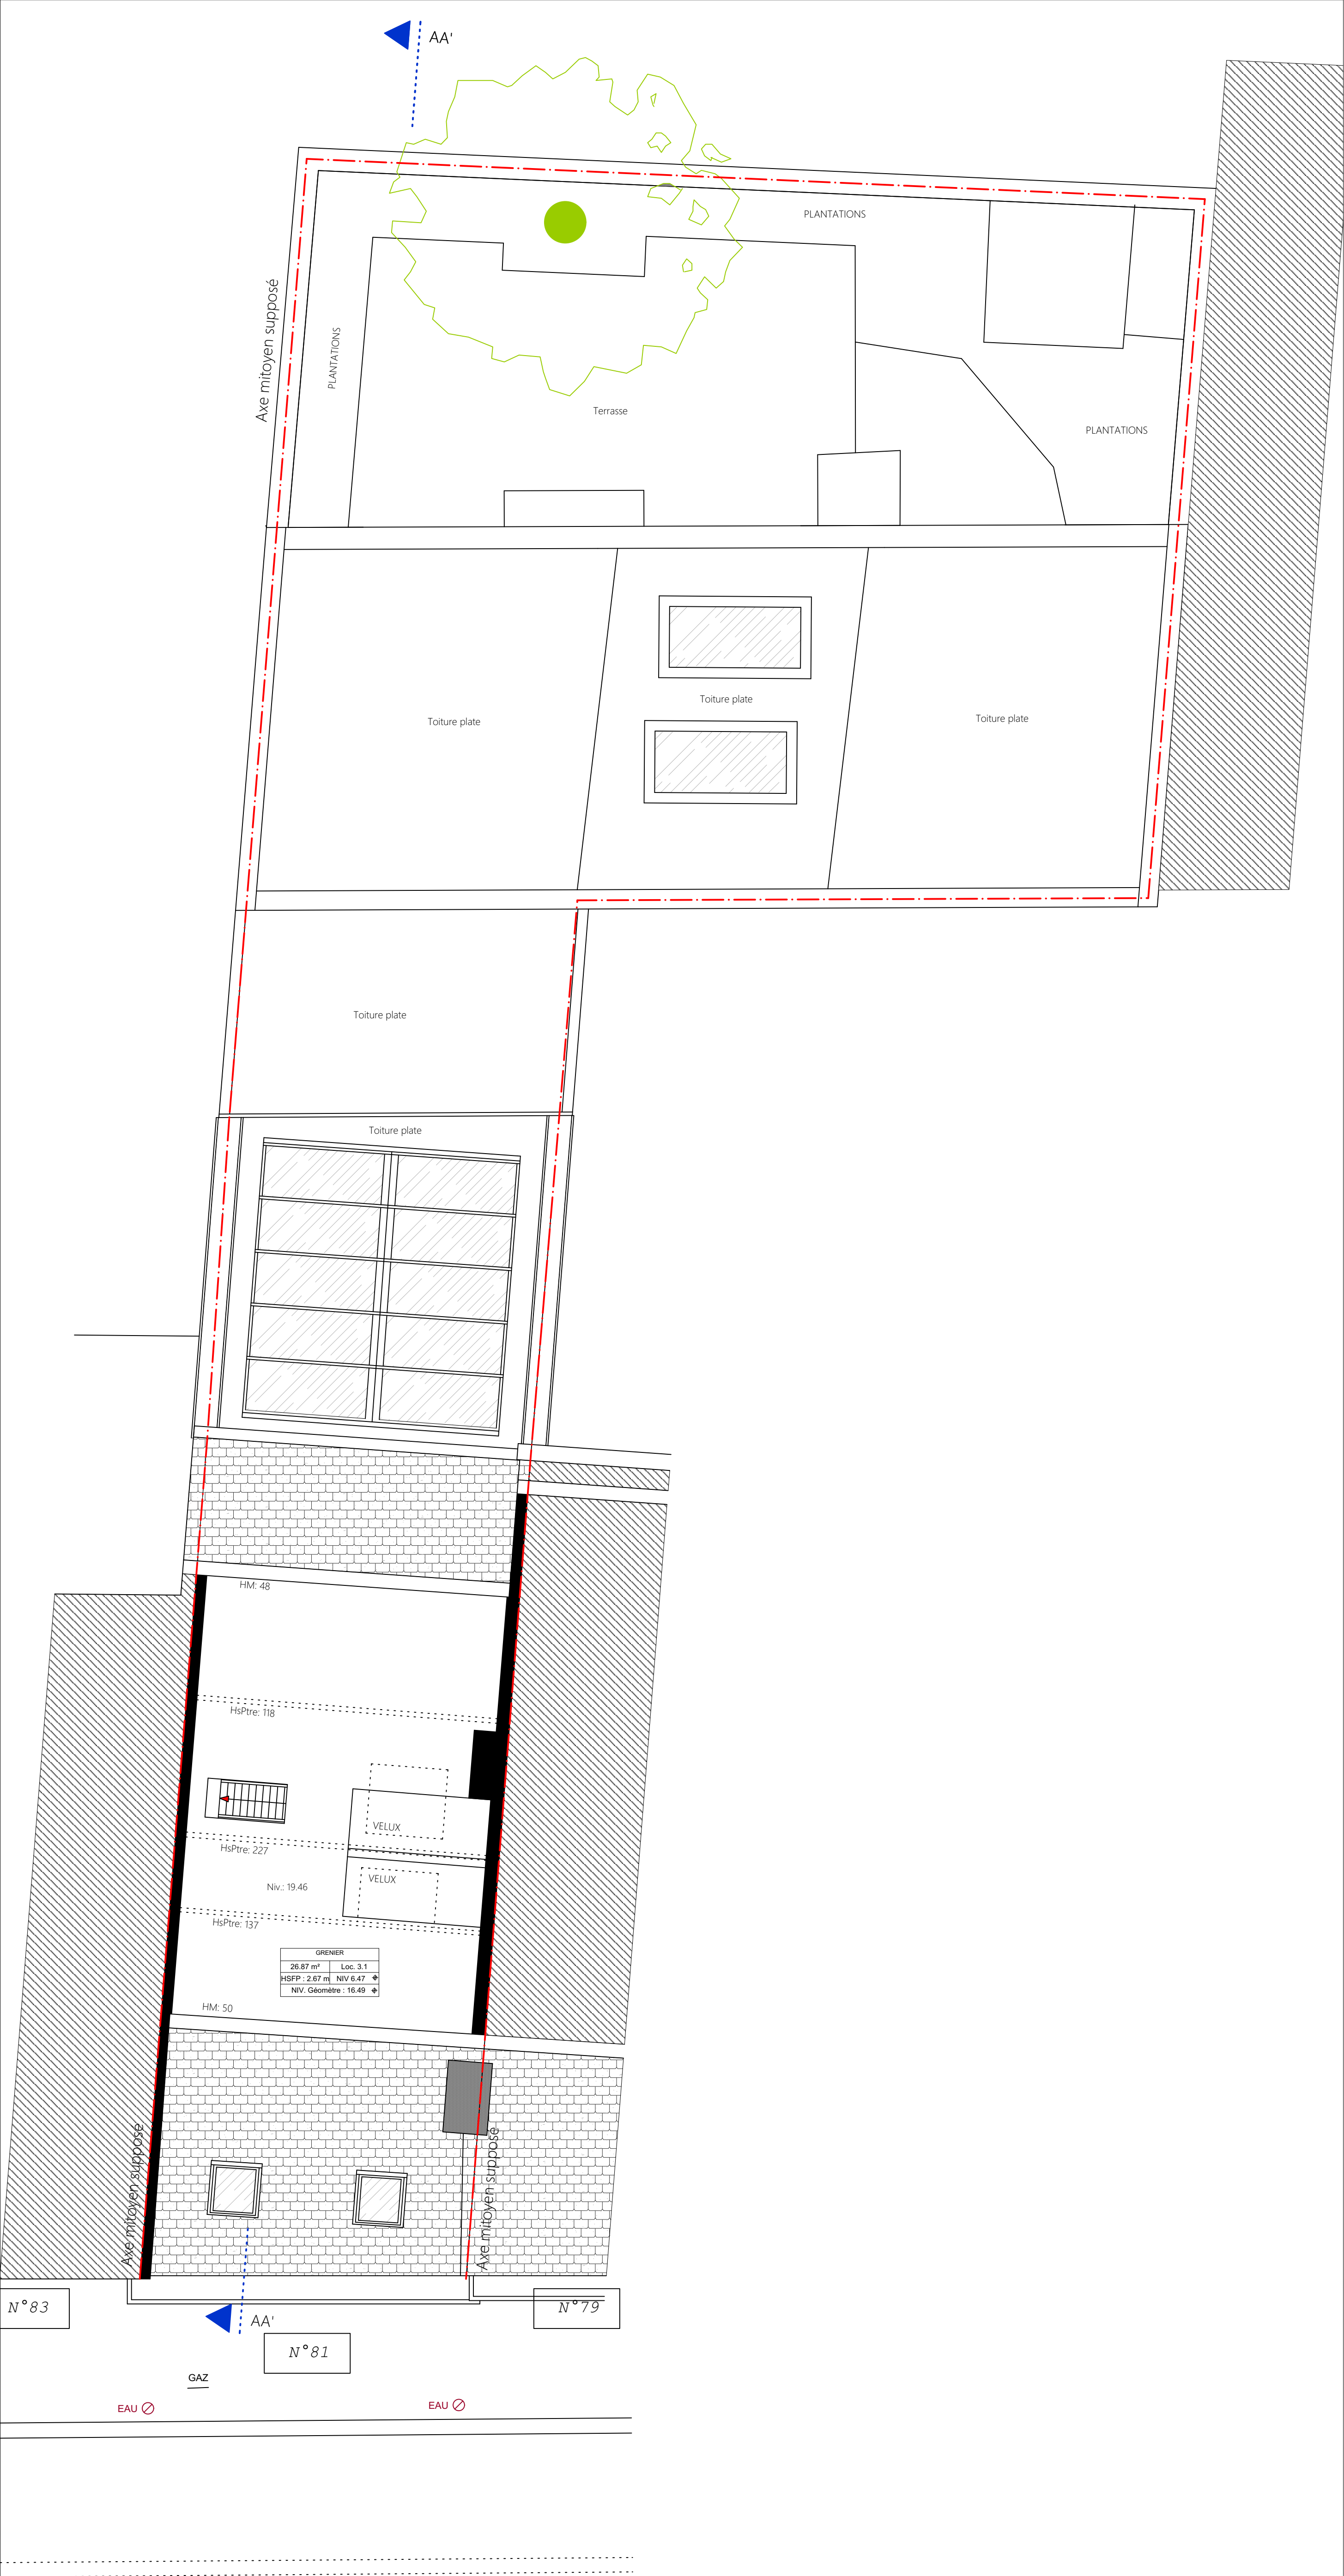 AA'
PLANTATIONS
Axe mitoyen supposé
PLANTATIONS
Terrasse
PLANTATIONS
Toiture plate
Toiture plate
Toiture plate
Toiture plate
Toiture plate
HM: 48
HsPtre: 118
VELUX
HsPtre: 227
VELUX
Niv.: 19.46
HsPtre: 137
GRENIER
26.87 m² Loc. 3.1
HSFP : 2.67 m NIV 6.47
NIV. Géomètre : 16.49
HM: 50
Axe mitoyen supposé
Axe mitoyen supposé
N°83
N°79
AA'
N°81
GAZ
EAU
EAU